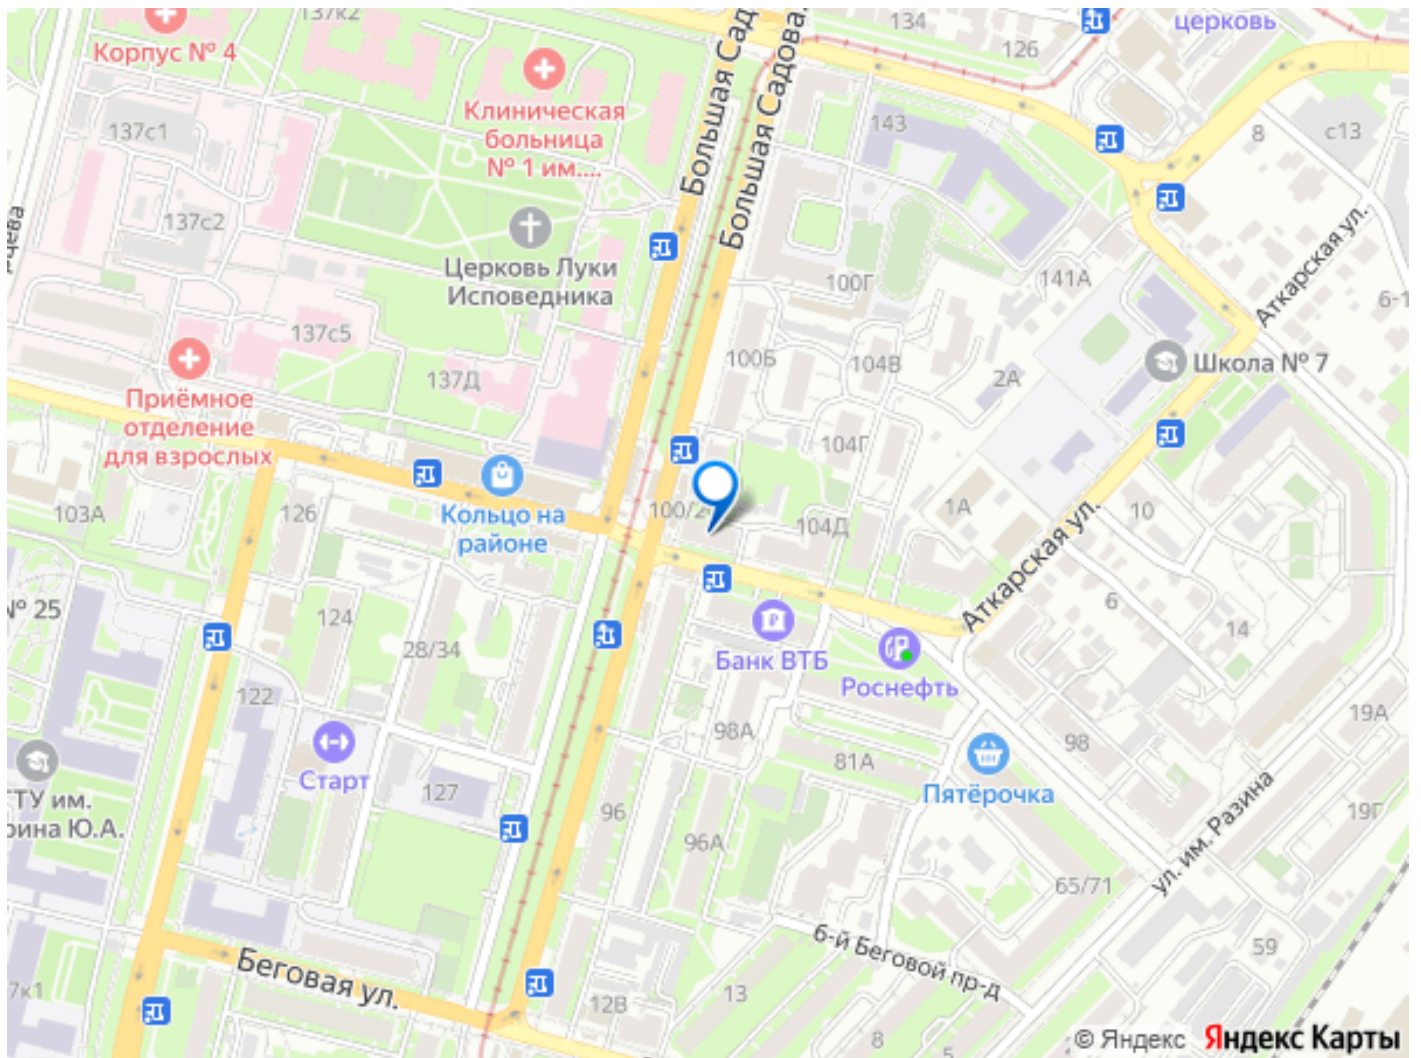 137к2
134
церковь
126
Корпус № 4
Большая Садова
Большая Садова
Клиническая
больница
№ 1 им....
137с1
143
8
с13
137с2
Церковь Луки
Исповедника
100Г
141А
Аткарская ул.
6-1
137с5
100Б
104В
2А
Школа № 7
137Д
Приёмное
отделение
для взрослых
104Г
103А
126
Кольцо на
районе
100/2
104Д
1А
10
Аткарская ул.
№ 25
124
28/34
Банк ВТБ
Роснефть
6
14
122
98А
81А
98
19А
Старт
127
Пятёрочка
ТУ им.
рина Ю.А.
96
96А
19Г
ул. им. Разина
65/71
6-й Беговой пр-д
59
Беговая ул.
7к1
12В
13
8
© Яндекс Яндекс Карты